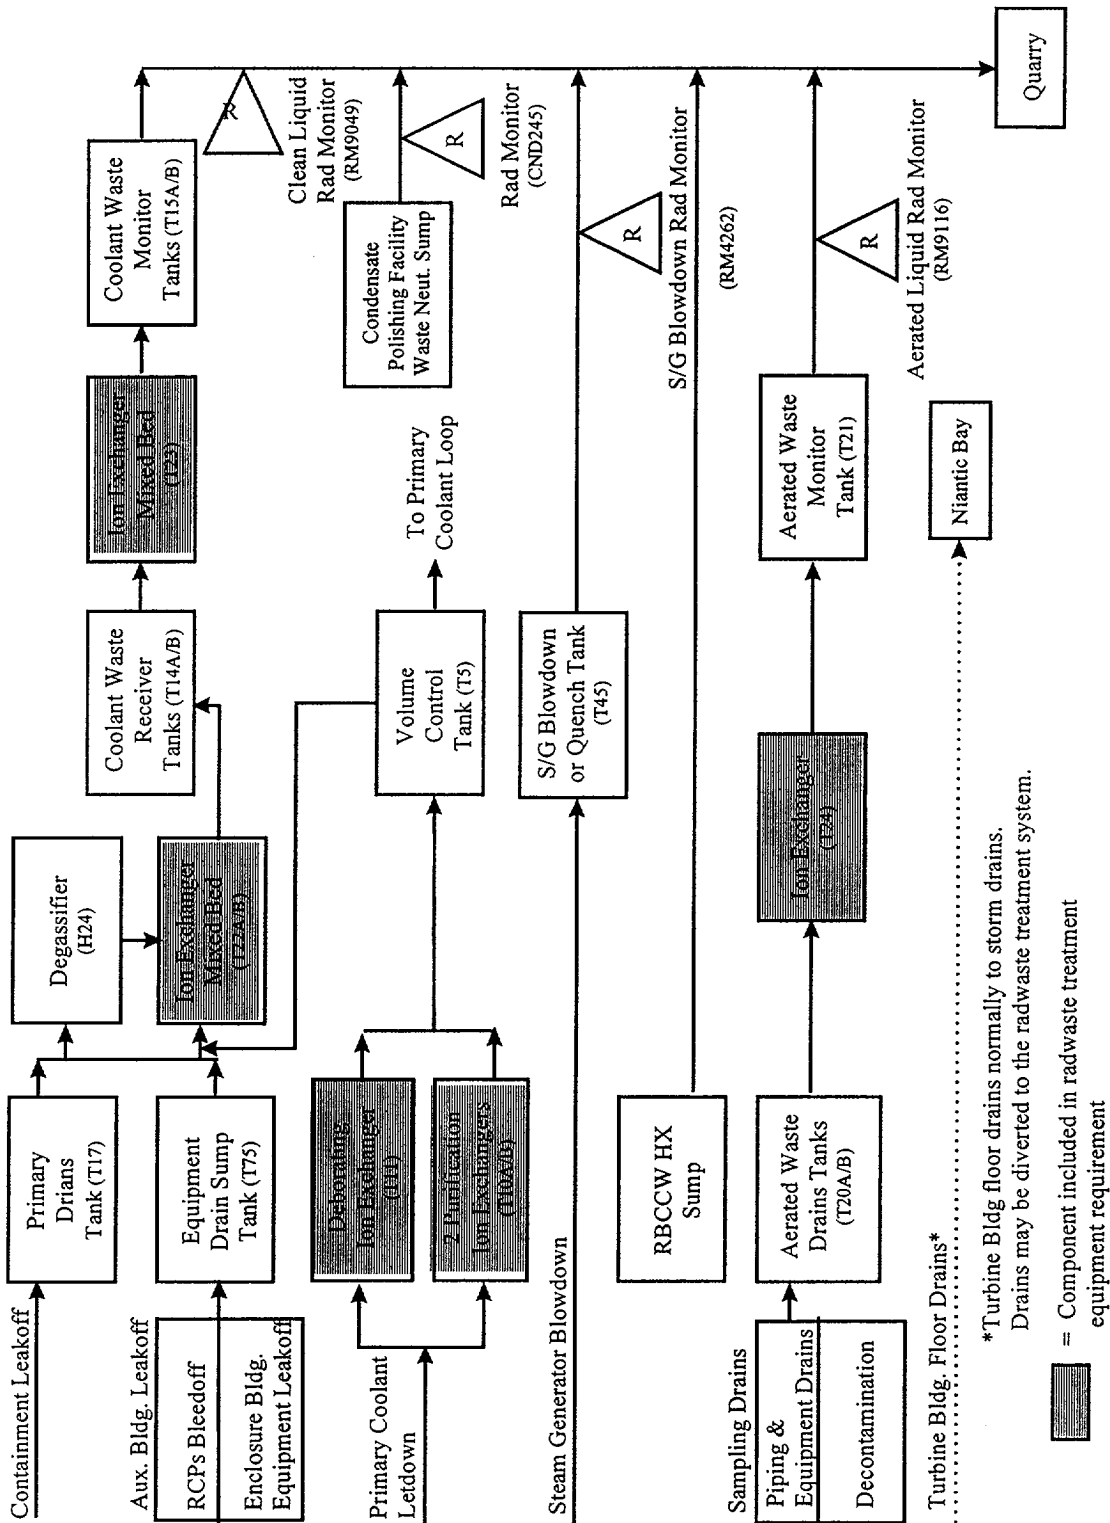 Containment Leakoff
Primary
Drians
Tank (T17)
Degassifier
(H24)
Aux. Bldg. Leakoff
RCPs Bleedoff
Enclosure Bldg.
Equipment Leakoff
Equipment
Drain Sump
Tank (T75)
Ion Exchanger
Mixed Bed
(T22A/B)
Coolant Waste
Receiver
Tanks (T14A/B)
Ion Exchanger
Mixed Bed
(T23)
Coolant Waste
Monitor
Tanks (T15A/B)
R
Clean Liquid
Rad Monitor
(RM9049)
Primary Coolant
Letdown
Deborating
Ion Exchanger
(T11)
2 Purification
Ion Exchangers
(T10A/B)
Volume
Control
Tank (T5)
To Primary
Coolant Loop
Condensate
Polishing Facility
Waste Neut. Sump
R
Rad Monitor
(CND245)
Steam Generator Blowdown
S/G Blowdown
or Quench Tank
(T45)
R
S/G Blowdown Rad Monitor
(RM4262)
RBCCW HX
Sump
Sampling Drains
Piping &
Equipment Drains
Decontamination
Aerated Waste
Drains Tanks
(T20A/B)
Ion Exchanger
(T24)
Aerated Waste
Monitor
Tank (T21)
R
Aerated Liquid Rad Monitor
(RM9116)
Quarry
Turbine Bldg. Floor Drains*
Niantic Bay
*Turbine Bldg floor drains normally to storm drains.
Drains may be diverted to the radwaste treatment system.
= Component included in radwaste treatment
equipment requirement